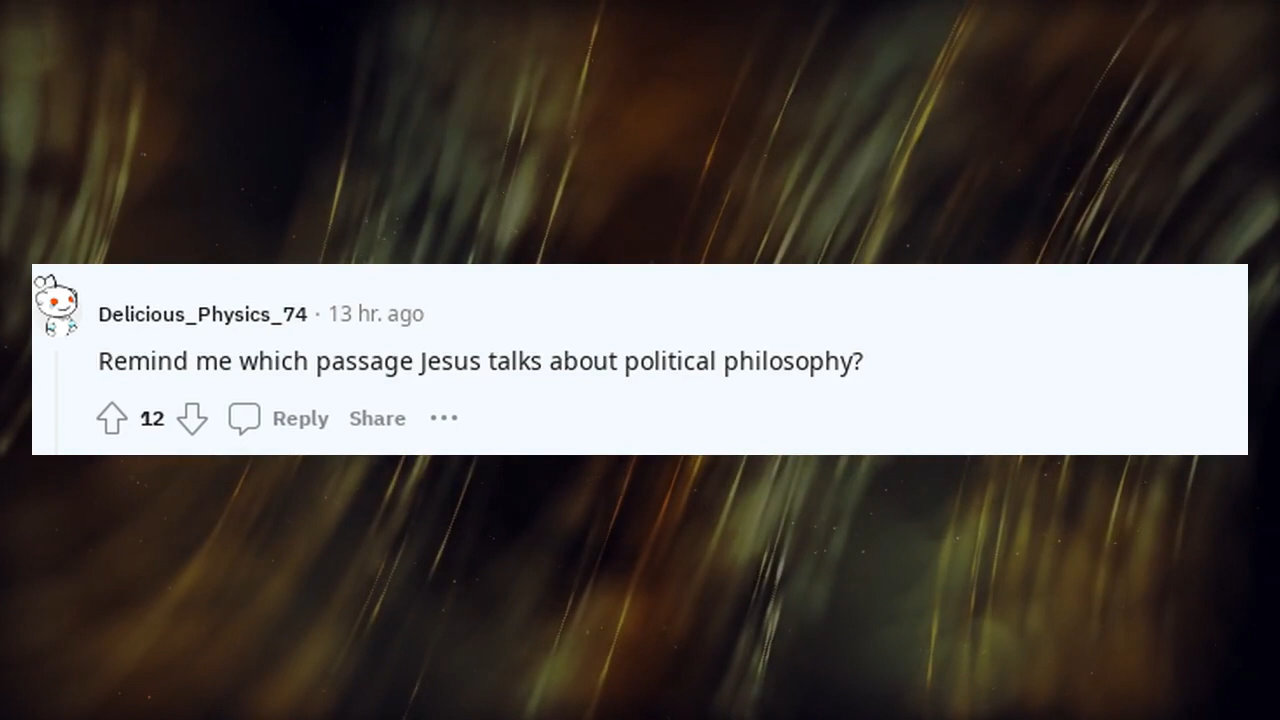 Delicious_Physics_74 · 13 hr. ago
Remind me which passage Jesus talks about political philosophy?
12 Reply Share ···